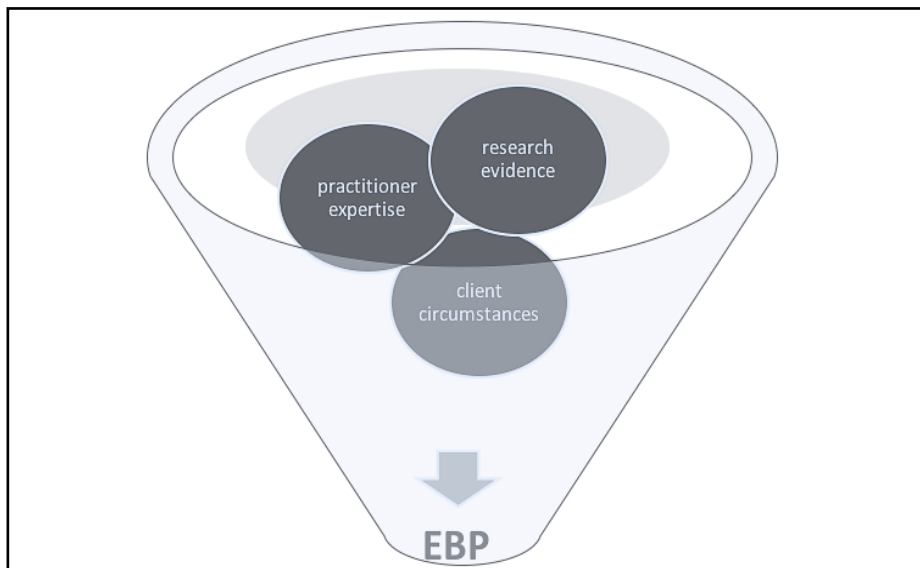 research
evidence
practitioner
expertise
client
circumstances
EBP